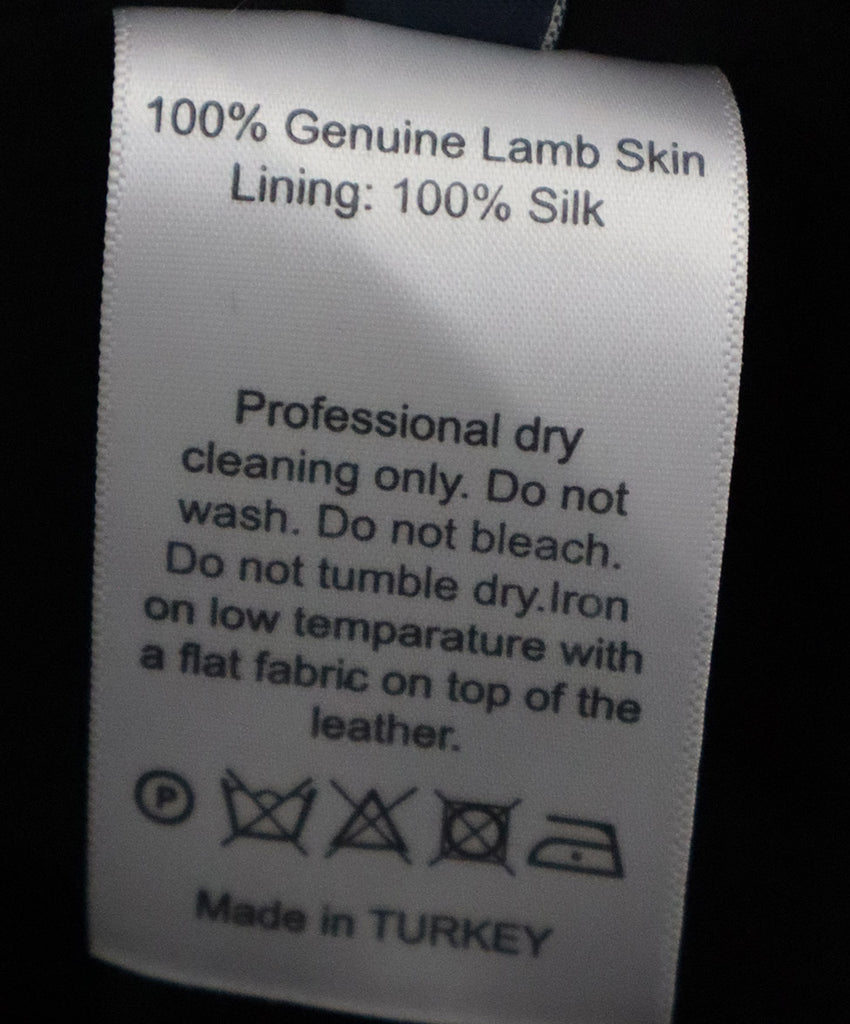 100% Genuine Lamb Skin
Lining: 100% Silk
Professional dry
cleaning only. Do not
wash. Do not bleach.
Do not tumble dry.Iron
on low temparature with
a flat fabric on top of the
leather.
P
Made in TURKEY